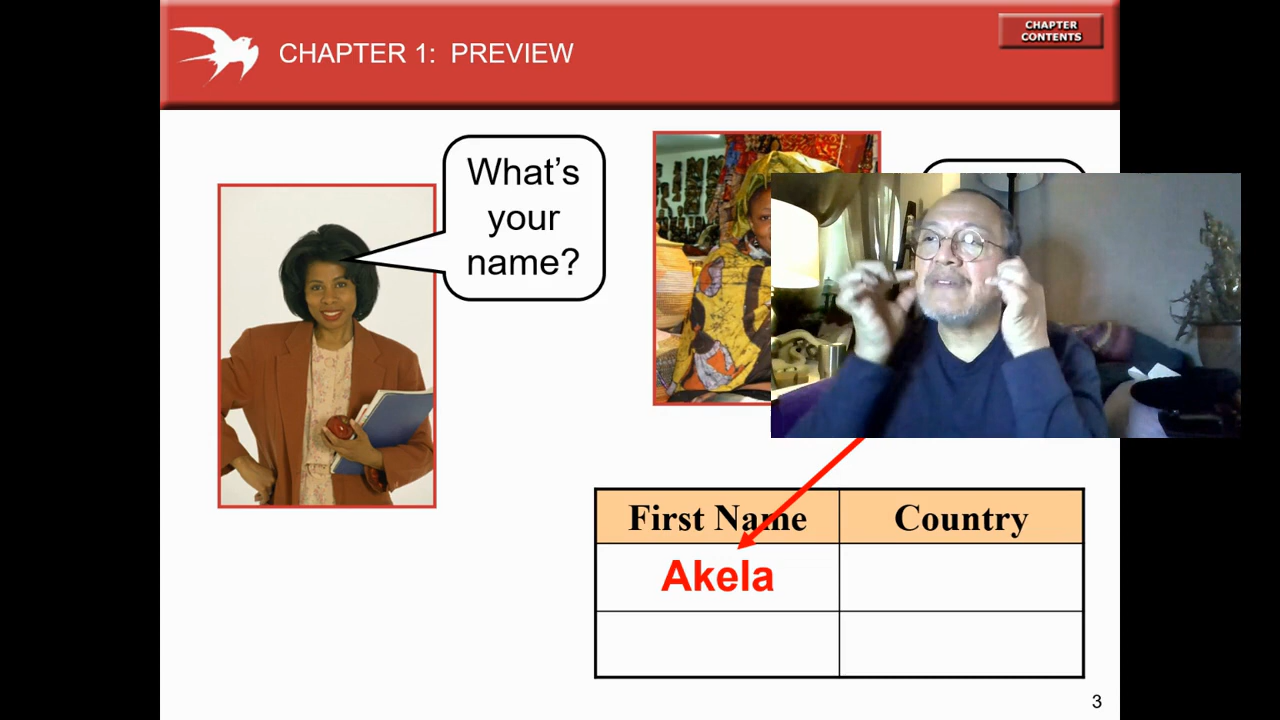 CHAPTER 1: PREVIEW
CHAPTER
CONTENTS
What's
your
name?
First Name
Country
Akela
3